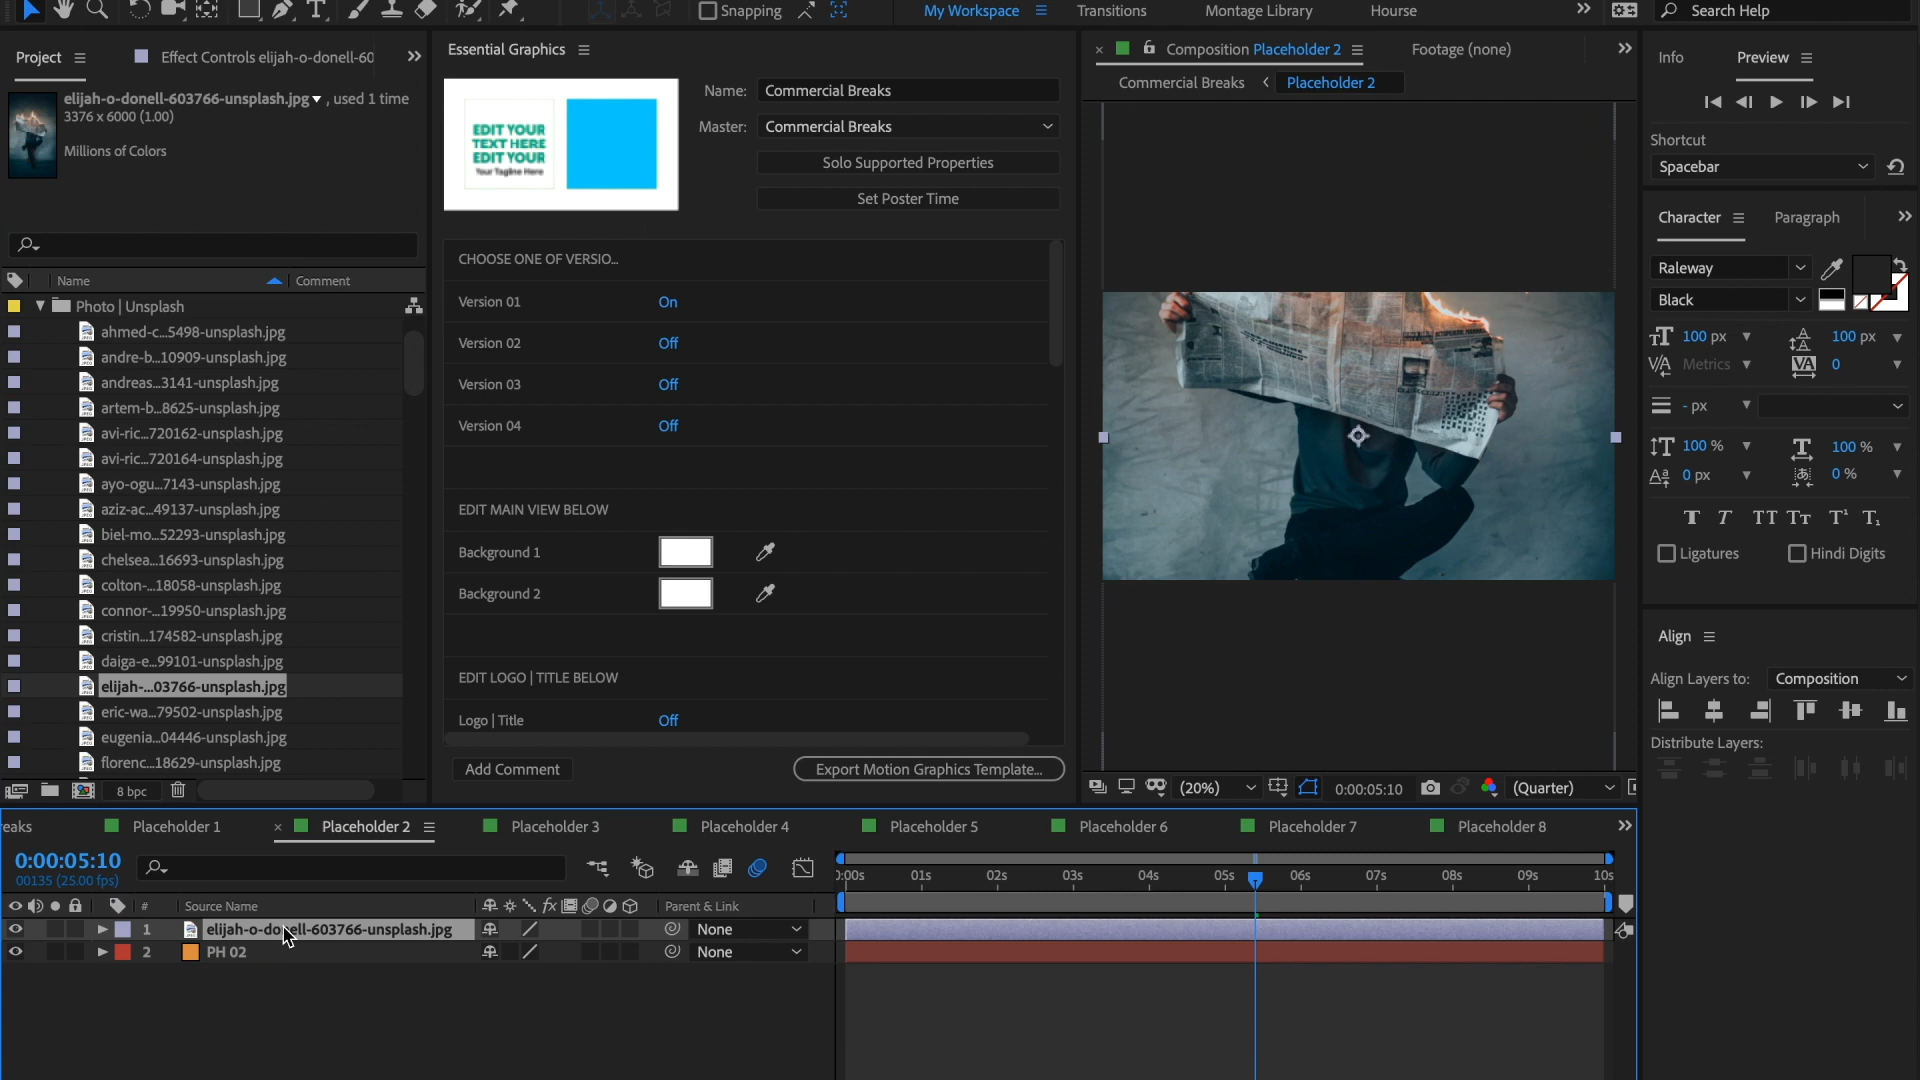 Snapping
My Workspace
Transitions
Montage Library
Hourse
Search Help
Project
Effect Controls elijah-o-donell-60
elijah-o-donell-603766-unsplash.jpg , used 1 time
3376 x 6000 (1.00)
Millions of Colors
Name
Comment
Photo | Unsplash
ahmed-c...5498-unsplash.jpg
andre-b...10909-unsplash.jpg
andreas...3141-unsplash.jpg
artem-b...8625-unsplash.jpg
avi-ric...720162-unsplash.jpg
avi-ric...720164-unsplash.jpg
ayo-ogu...7143-unsplash.jpg
aziz-ac...49137-unsplash.jpg
biel-mo...52293-unsplash.jpg
chelsea...16693-unsplash.jpg
colton-...18058-unsplash.jpg
connor-...19950-unsplash.jpg
cristin...174582-unsplash.jpg
daiga-e...99101-unsplash.jpg
elijah-...03766-unsplash.jpg
eric-wa...79502-unsplash.jpg
eugenia...04446-unsplash.jpg
florenc...18629-unsplash.jpg
8 bpc
Essential Graphics
EDIT YOUR
TEXT HERE
EDIT YOUR
Your Tagline Here
Name: Commercial Breaks
Master: Commercial Breaks
Solo Supported Properties
Set Poster Time
CHOOSE ONE OF VERSIO...
Version 01 On
Version 02 Off
Version 03 Off
Version 04 Off
EDIT MAIN VIEW BELOW
Background 1
Background 2
EDIT LOGO | TITLE BELOW
Logo | Title Off
Add Comment
Export Motion Graphics Template...
Composition Placeholder 2
Footage (none)
Commercial Breaks
Placeholder 2
(20%)
0:00:05:10
(Quarter)
Info
Preview
Shortcut
Spacebar
Character
Paragraph
Raleway
Black
100 px
100 px
Metrics
0
- px
100 %
100 %
0 px
0 %
Ligatures
Hindi Digits
Align
Align Layers to: Composition
Distribute Layers:
reaks
Placeholder 1
Placeholder 2
Placeholder 3
Placeholder 4
Placeholder 5
Placeholder 6
Placeholder 7
Placeholder 8
0:00:05:10
00135 (25.00 fps)
):00s 01s 02s 03s 04s 05s 06s 07s 08s 09s 10s
# Source Name Parent & Link
1 elijah-o-donell-603766-unsplash.jpg None
2 PH 02 None